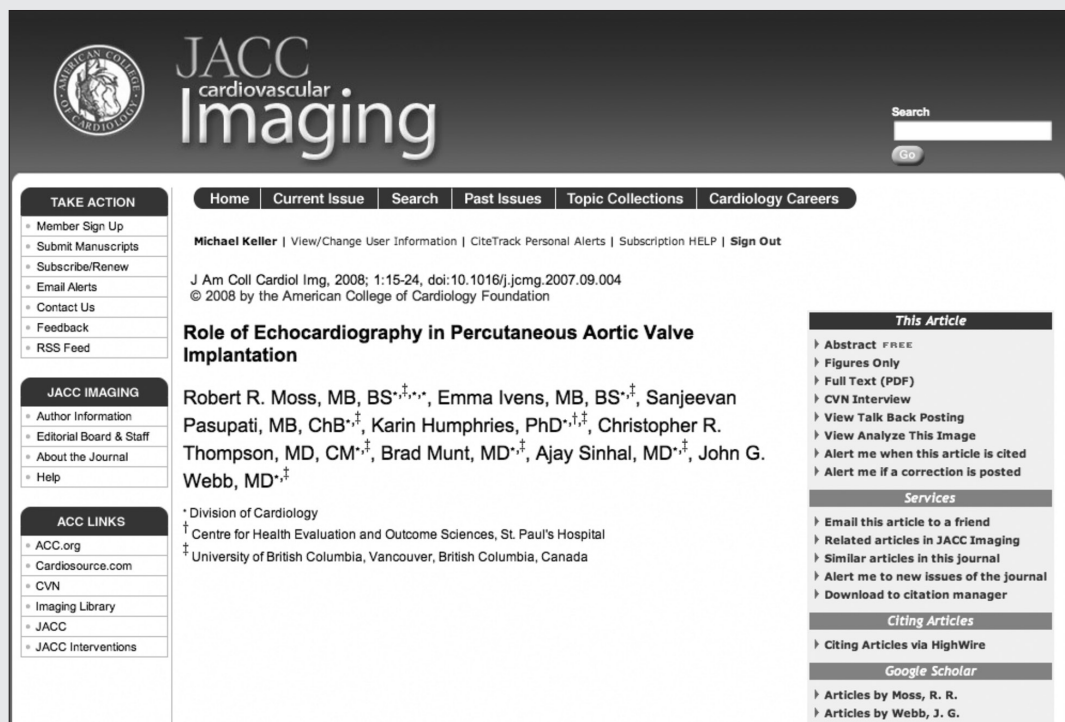 AMERICAN COLLEGE OF CARDIOLOGY
JACC
cardiovascular
Imaging
Search
Go
Home
Current Issue
Search
Past Issues
Topic Collections
Cardiology Careers
TAKE ACTION
Member Sign Up
Submit Manuscripts
Subscribe/Renew
Email Alerts
Contact Us
Feedback
RSS Feed
JACC IMAGING
Author Information
Editorial Board & Staff
About the Journal
Help
ACC LINKS
ACC.org
Cardiosource.com
CVN
Imaging Library
JACC
JACC Interventions
Michael Keller | View/Change User Information | CiteTrack Personal Alerts | Subscription HELP | Sign Out
J Am Coll Cardiol Img, 2008; 1:15-24, doi:10.1016/j.jcmg.2007.09.004
© 2008 by the American College of Cardiology Foundation
Role of Echocardiography in Percutaneous Aortic Valve
Implantation
Robert R. Moss, MB, BS*,‡,*,*, Emma Ivens, MB, BS*,‡, Sanjeevan
Pasupati, MB, ChB*,‡, Karin Humphries, PhD*,†,‡, Christopher R.
Thompson, MD, CM*,‡, Brad Munt, MD*,‡, Ajay Sinhal, MD*,‡, John G.
Webb, MD*,‡
* Division of Cardiology
† Centre for Health Evaluation and Outcome Sciences, St. Paul's Hospital
‡ University of British Columbia, Vancouver, British Columbia, Canada
This Article
Abstract FREE
Figures Only
Full Text (PDF)
CVN Interview
View Talk Back Posting
View Analyze This Image
Alert me when this article is cited
Alert me if a correction is posted
Services
Email this article to a friend
Related articles in JACC Imaging
Similar articles in this journal
Alert me to new issues of the journal
Download to citation manager
Citing Articles
Citing Articles via HighWire
Google Scholar
Articles by Moss, R. R.
Articles by Webb, J. G.